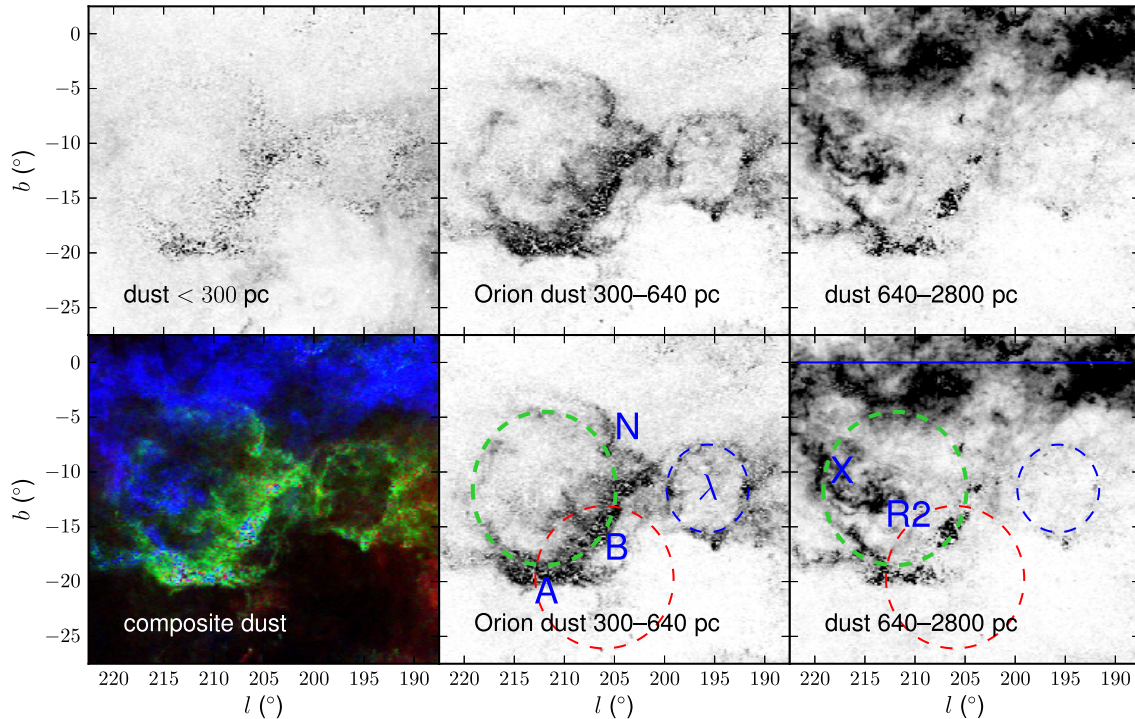 0
−5
−10
−15
−20
−25
b (°)
dust < 300 pc
Orion dust 300–640 pc
dust 640–2800 pc
0
−5
−10
−15
−20
−25
b (°)
composite dust
N
λ
B
A
Orion dust 300–640 pc
X
R2
dust 640–2800 pc
220 215 210 205 200 195 190
220 215 210 205 200 195 190
220 215 210 205 200 195 190
l (°)
l (°)
l (°)